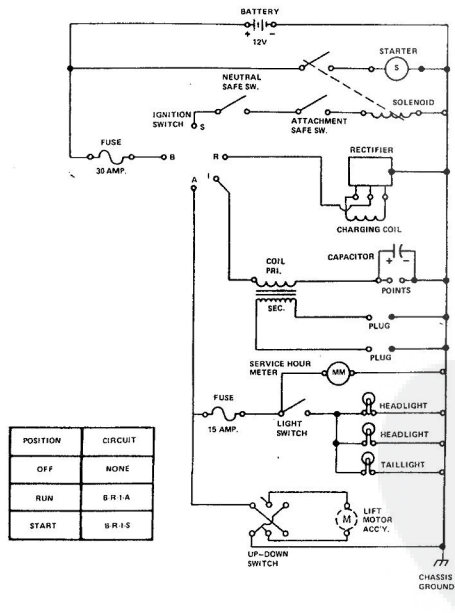 BATTERY
+ −
12V
STARTER
S
NEUTRAL
SAFE SW.
SOLENOID
IGNITION
SWITCH
S
ATTACHMENT
SAFE SW.
FUSE
30 AMP.
B
R
I
A
RECTIFIER
CHARGING COIL
COIL
PRI.
CAPACITOR
+ −
POINTS
SEC.
PLUG
PLUG
SERVICE HOUR
METER
MM
FUSE
15 AMP.
LIGHT
SWITCH
HEADLIGHT
HEADLIGHT
TAILLIGHT
POSITION CIRCUIT
OFF NONE
RUN B-R-I-A
START B-R-I-S
M
LIFT
MOTOR
ACC'Y.
UP-DOWN
SWITCH
CHASSIS
GROUND